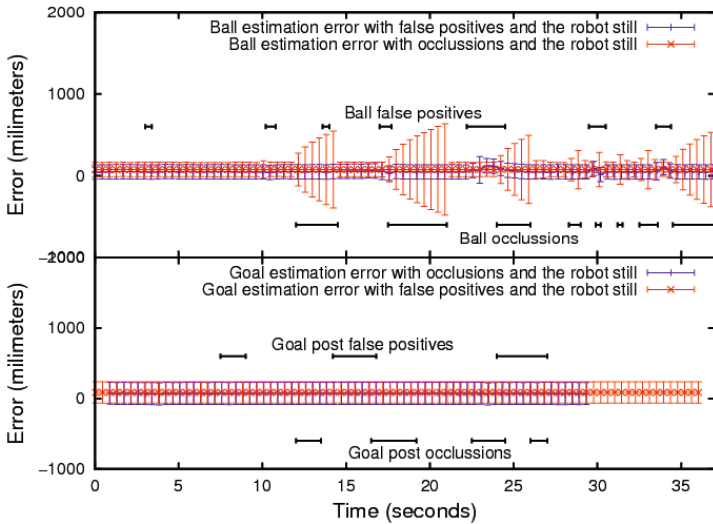 Ball estimation error with false positives and the robot still
Ball estimation error with occlussions and the robot still
2000
1000
0
Error (milimeters)
Ball false positives
Ball occlussions
−2000
2000
Goal estimation error with occlusions and the robot still
Goal estimation error with false positives and the robot still
1000
0
−1000
Error (milimeters)
Goal post false positives
Goal post occlussions
0 5 10 15 20 25 30 35
Time (seconds)